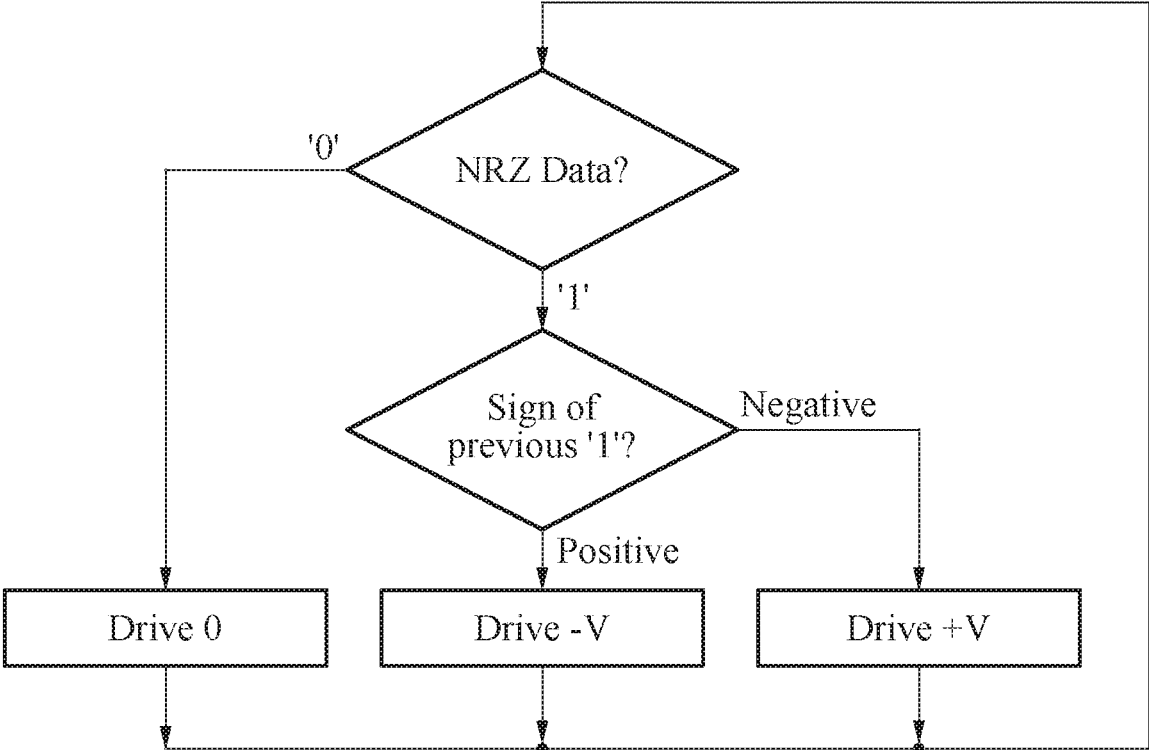 '0'
NRZ Data?
'1'
Sign of
previous '1'?
Negative
Positive
Drive 0
Drive -V
Drive +V